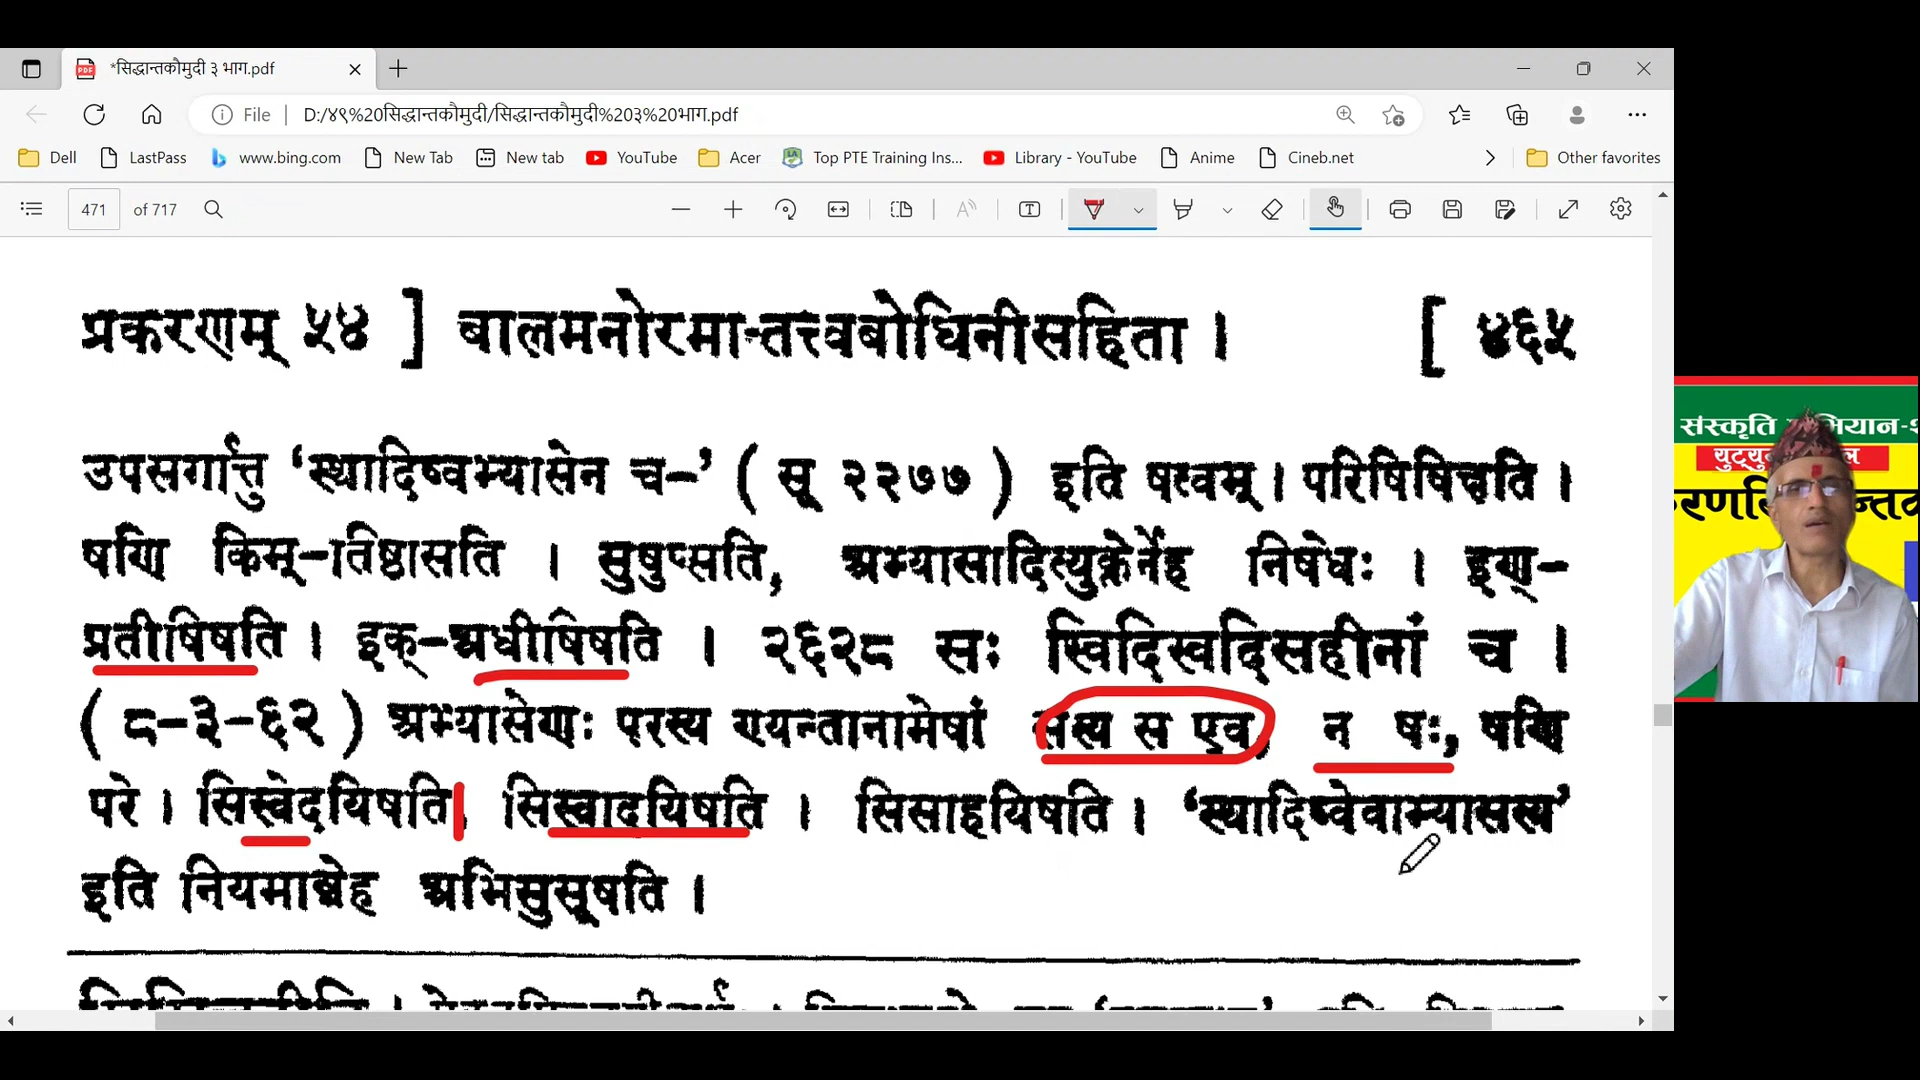 *सिद्धान्तकौमुदी ३ भाग.pdf
File D:/४९%20सिद्धान्तकौमुदी/सिद्धान्तकौमुदी%20३%20भाग.pdf
Dell LastPass www.bing.com New Tab New tab YouTube Acer Top PTE Training Ins... Library - YouTube Anime Cineb.net Other favorites
471 of 717
प्रकरणम् ५४ ] बालमनोरमा-तत्त्वबोधिनीसहिता । [ ४६५
उपसर्गात्तु ‘स्थादिष्वभ्यासेन च–’ ( सू २२७७ ) इति षत्वम् । परिषिषिक्षति ।
षणि किम्–तिष्ठासति । सुषुप्सति, अभ्यासादित्युक्तेर्नेह निषेधः । इण्–
प्रतीषिषति । इक्–अधीषिषति । २६२८ सः स्विदिस्वदिसहीनां च ।
( ८–३–६२ ) अभ्यासेणः परस्य ण्यन्तानामेषां सस्य स एव, न षः, षणि
परे । सिस्वेदयिषति सिस्वादयिषति । सिसाहयिषति । ‘स्थादिष्वेवाभ्यासस्य’
इति नियमान्नेह अभिसुसूषति ।
संस्कृति